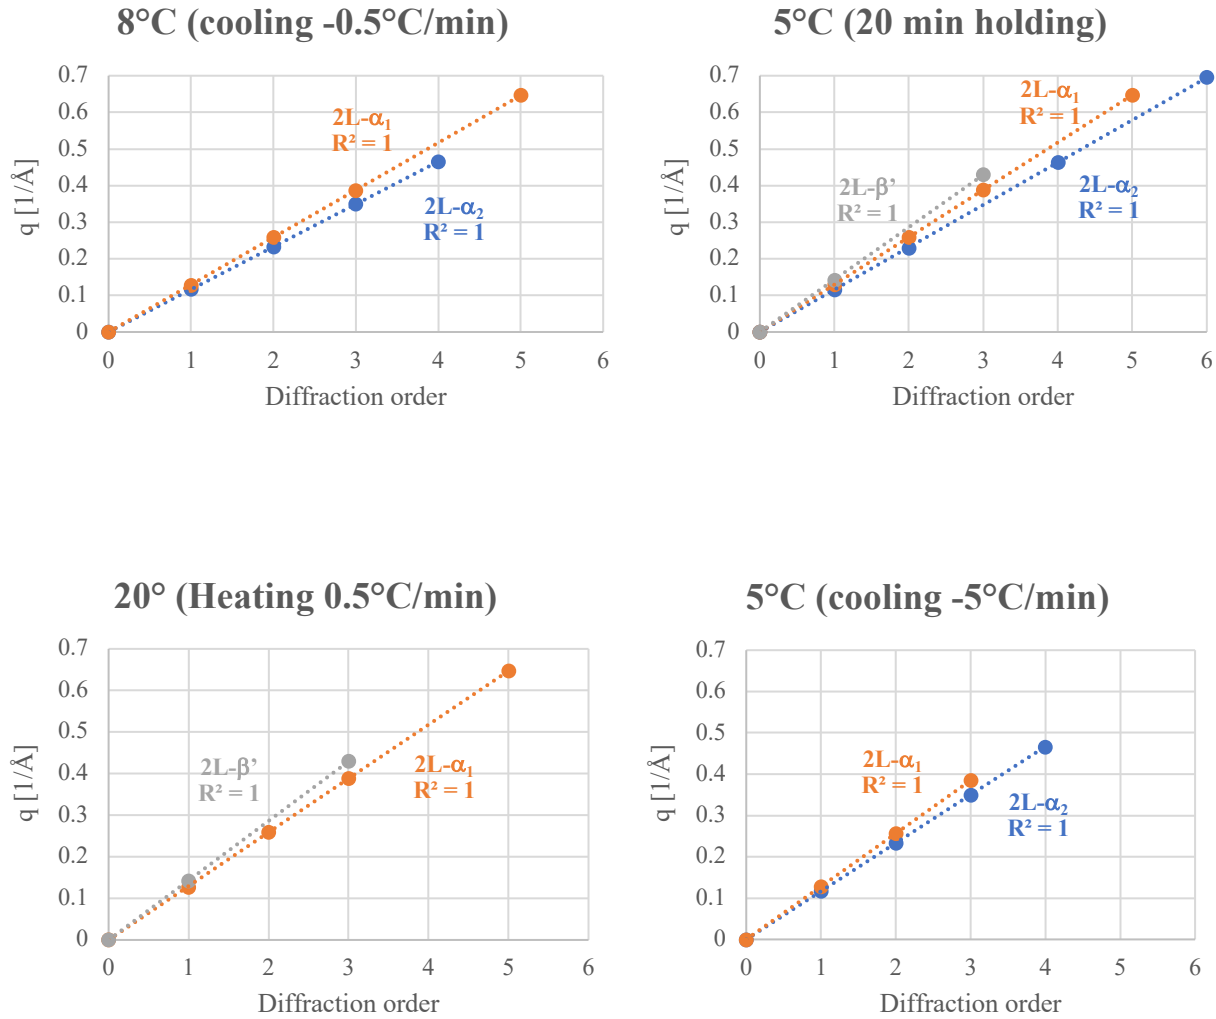 8°C (cooling -0.5°C/min)
0.7
0.6
0.5
0.4
0.3
0.2
0.1
0
q [1/Å]
2L-α₁
R² = 1
2L-α₂
R² = 1
0 1 2 3 4 5 6
Diffraction order
5°C (20 min holding)
0.7
0.6
0.5
0.4
0.3
0.2
0.1
0
q [1/Å]
2L-α₁
R² = 1
2L-β’
R² = 1
2L-α₂
R² = 1
0 1 2 3 4 5 6
Diffraction order
20° (Heating 0.5°C/min)
0.7
0.6
0.5
0.4
0.3
0.2
0.1
0
q [1/Å]
2L-β’
R² = 1
2L-α₁
R² = 1
0 1 2 3 4 5 6
Diffraction order
5°C (cooling -5°C/min)
0.7
0.6
0.5
0.4
0.3
0.2
0.1
0
q [1/Å]
2L-α₁
R² = 1
2L-α₂
R² = 1
0 1 2 3 4 5 6
Diffraction order